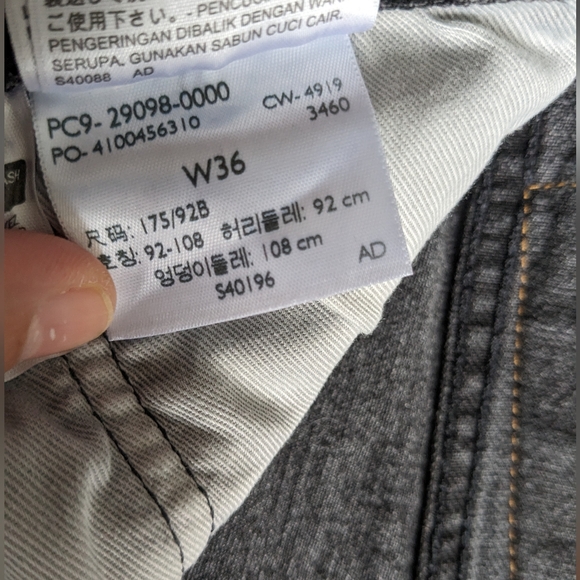 ご使用下さい。-PENCUC
PENGERINGAN DIBALIK DENGAN WAR
SERUPA. GUNAKAN SABUN CUCI CAIR.
S40088 AD
PC9-29098-0000 CW-4919
PO-4100456310 3460
W36
尺码: 175/92B
호칭: 92-108 허리둘레: 92 cm
엉덩이둘레: 108 cm
S40196 AD